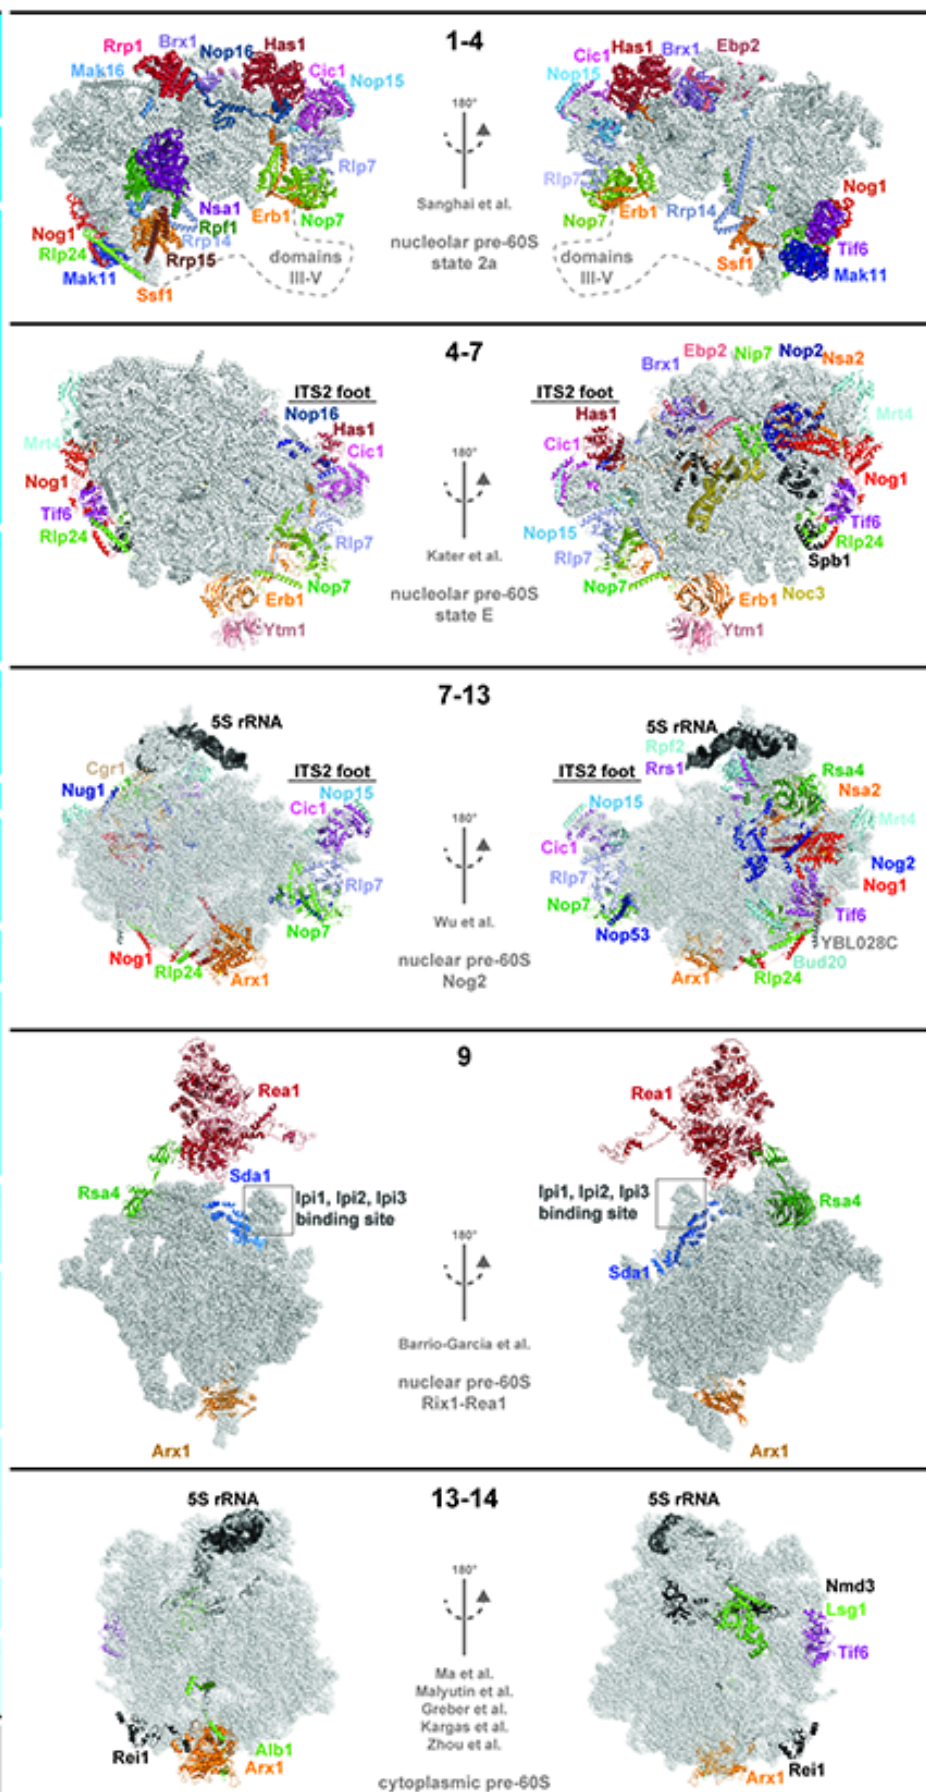 1-4
Rrp1 Brx1 Nop16 Has1
Mak16 Cic1 Nop15
Rlp7
Nsa1 Erb1 Nop7
Rpf1
Nog1 Rrp14
Rlp24 Rrp15
Mak11
Ssf1
domains
III-V
180°
Sanghai et al.
nucleolar pre-60S
state 2a
Has1 Brx1 Ebp2
Nop15 Cic1
Rlp7
Nop7 Erb1 Rrp14
Nog1
Tif6
Ssf1 Mak11
domains
III-V
4-7
ITS2 foot
Nop16
Has1
Cic1
Mrt4
Nog1
Tif6
Rlp24
Rlp7
Nop7
Erb1
Ytm1
180°
Kater et al.
nucleolar pre-60S
state E
ITS2 foot
Has1
Cic1
Brx1 Ebp2 Nip7 Nop2 Nsa2
Mrt4
Nog1
Nop15
Rlp7
Tif6
Rlp24
Spb1
Nop7
Erb1 Noc3
Ytm1
7-13
5S rRNA
Cgr1
Nug1
ITS2 foot
Nop15
Cic1
Rlp7
Nop7
Nog1
Rlp24
Arx1
180°
Wu et al.
nuclear pre-60S
Nog2
5S rRNA
Rpf2
Rrs1
ITS2 foot
Nop15
Cic1
Rlp7
Nop7
Nop53
Rsa4
Nsa2
Mrt4
Nog2
Nog1
Tif6
YBL028C
Bud20
Rlp24
Arx1
9
Rea1
Rsa4
Sda1
Ipi1, Ipi2, Ipi3
binding site
Arx1
180°
Barrio-Garcia et al.
nuclear pre-60S
Rix1-Rea1
Rea1
Ipi1, Ipi2, Ipi3
binding site
Rsa4
Sda1
Arx1
13-14
5S rRNA
Rei1
Alb1
Arx1
180°
Ma et al.
Malyutin et al.
Greber et al.
Kargas et al.
Zhou et al.
cytoplasmic pre-60S
5S rRNA
Nmd3
Lsg1
Tif6
Rei1
Arx1